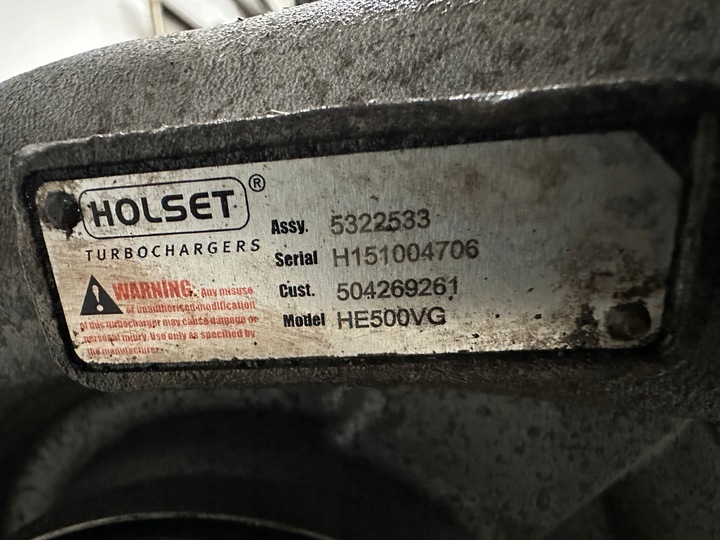 HOLSET®
TURBOCHARGERS
Assy. 5322533
Serial H151004706
Cust. 504269261
Model HE500VG
WARNING. Any misuse
or unauthorised modification
of this turbocharger may cause damage or
personal injury. Use only as specified by
the manufacturer.